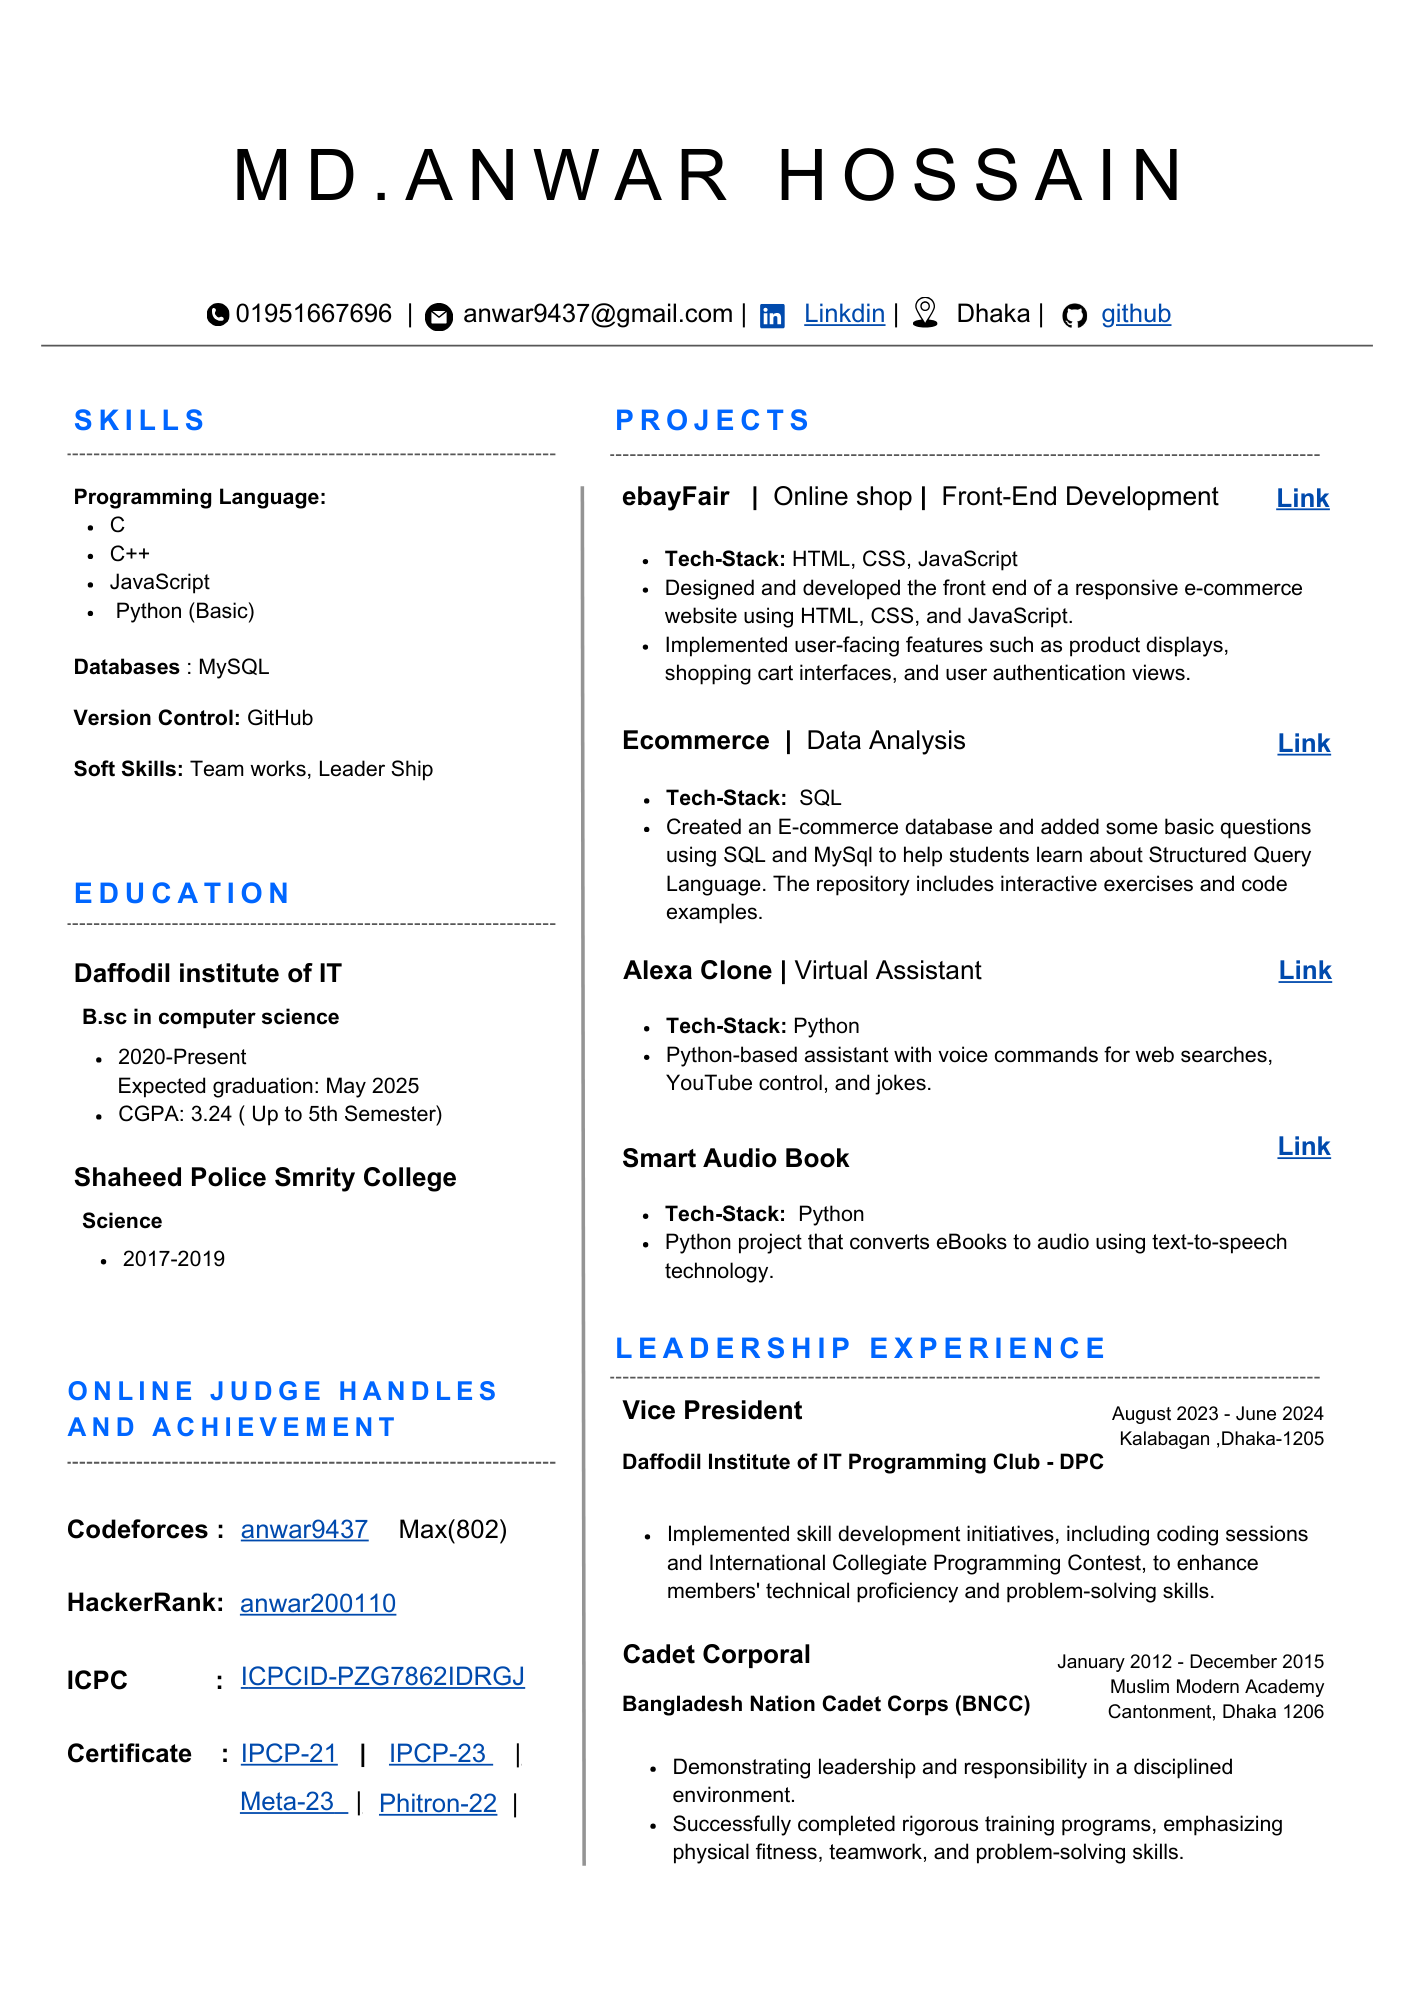 MD.ANWAR HOSSAIN
01951667696 | anwar9437@gmail.com | Linkdin | Dhaka | github
SKILLS
Programming Language:
• C
• C++
• JavaScript
• Python (Basic)
Databases : MySQL
Version Control: GitHub
Soft Skills: Team works, Leader Ship
EDUCATION
Daffodil institute of IT
B.sc in computer science
• 2020-Present
Expected graduation: May 2025
• CGPA: 3.24 ( Up to 5th Semester)
Shaheed Police Smrity College
Science
• 2017-2019
ONLINE JUDGE HANDLES
AND ACHIEVEMENT
Codeforces : anwar9437 Max(802)
HackerRank: anwar200110
ICPC : ICPCID-PZG7862IDRGJ
Certificate : IPCP-21 | IPCP-23 |
Meta-23 | Phitron-22 |
PROJECTS
ebayFair | Online shop | Front-End Development Link
• Tech-Stack: HTML, CSS, JavaScript
• Designed and developed the front end of a responsive e-commerce
website using HTML, CSS, and JavaScript.
• Implemented user-facing features such as product displays,
shopping cart interfaces, and user authentication views.
Ecommerce | Data Analysis Link
• Tech-Stack: SQL
• Created an E-commerce database and added some basic questions
using SQL and MySql to help students learn about Structured Query
Language. The repository includes interactive exercises and code
examples.
Alexa Clone | Virtual Assistant Link
• Tech-Stack: Python
• Python-based assistant with voice commands for web searches,
YouTube control, and jokes.
Smart Audio Book Link
• Tech-Stack: Python
• Python project that converts eBooks to audio using text-to-speech
technology.
LEADERSHIP EXPERIENCE
Vice President August 2023 - June 2024
Kalabagan ,Dhaka-1205
Daffodil Institute of IT Programming Club - DPC
• Implemented skill development initiatives, including coding sessions
and International Collegiate Programming Contest, to enhance
members' technical proficiency and problem-solving skills.
Cadet Corporal January 2012 - December 2015
Muslim Modern Academy
Bangladesh Nation Cadet Corps (BNCC) Cantonment, Dhaka 1206
• Demonstrating leadership and responsibility in a disciplined
environment.
• Successfully completed rigorous training programs, emphasizing
physical fitness, teamwork, and problem-solving skills.